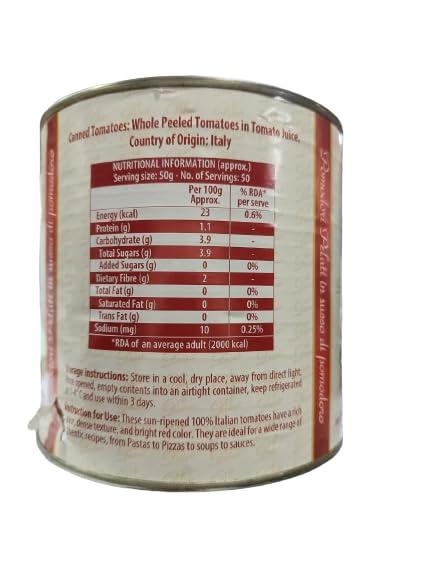 Canned Tomatoes: Whole Peeled Tomatoes in Tomato Juice.
Country of Origin: Italy
NUTRITIONAL INFORMATION (approx.)
Serving size: 50g - No. of Servings: 50
Per 100g Approx. % RDA* per serve
Energy (kcal) 23 0.6%
Protein (g) 1.1 -
Carbohydrate (g) 3.9 -
Total Sugars (g) 3.9 -
Added Sugars (g) 0 0%
Dietary Fibre (g) 2 -
Total Fat (g) 0 0%
Saturated Fat (g) 0 0%
Trans Fat (g) 0 0%
Sodium (mg) 10 0.25%
*RDA of an average adult (2000 kcal)
Storage instructions: Store in a cool, dry place, away from direct light.
opened, empty contents into an airtight container, keep refrigerated
C and use within 3 days.
Instruction for Use: These sun-ripened 100% Italian tomatoes have a rich
dense texture, and bright red color. They are ideal for a wide range of
recipes, from Pastas to Pizzas to soups to sauces.
Pomodori Pelati in succo di pomodoro
Pelati in succo di pomodoro